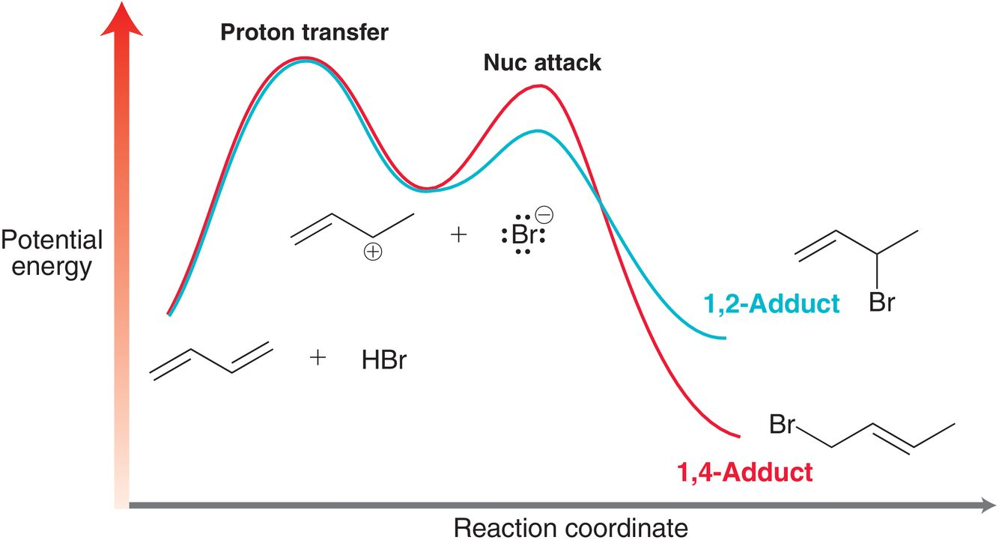 Proton transfer
Nuc attack
Potential
energy
+
Br
+
HBr
1,2-Adduct
Br
Br
1,4-Adduct
Reaction coordinate